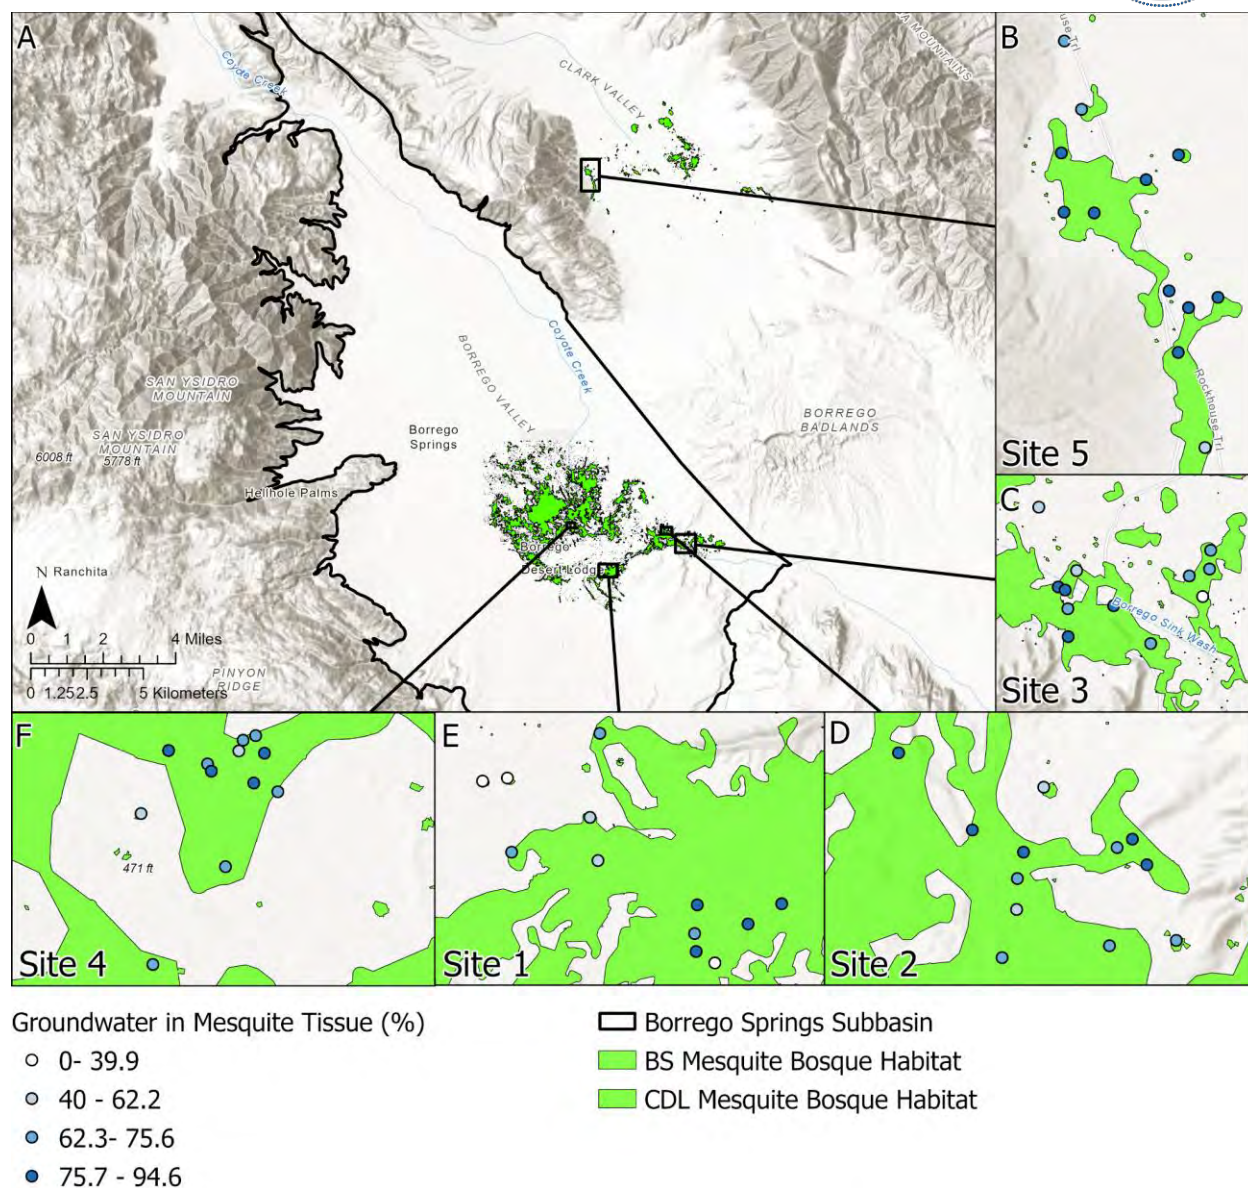 A
Coyote Creek
CLARK VALLEY
A MOUNTAINS
B
use Trl
Rockhouse Trl
Site 5
BORREGO VALLEY
Coyote Creek
SAN YSIDRO
MOUNTAIN
SAN YSIDRO
MOUNTAIN
6008 ft
5778 ft
Borrego
Springs
BORREGO
BADLANDS
Hellhole Palms
Borrego
Desert Lodge
N
Ranchita
0 1 2 4 Miles
0 1.25 2.5 5 Kilometers
PINYON
RIDGE
C
Borrego Sink Wash
Site 3
F
471 ft
Site 4
E
Site 1
D
Site 2
Groundwater in Mesquite Tissue (%)
0- 39.9
40 - 62.2
62.3- 75.6
75.7 - 94.6
Borrego Springs Subbasin
BS Mesquite Bosque Habitat
CDL Mesquite Bosque Habitat